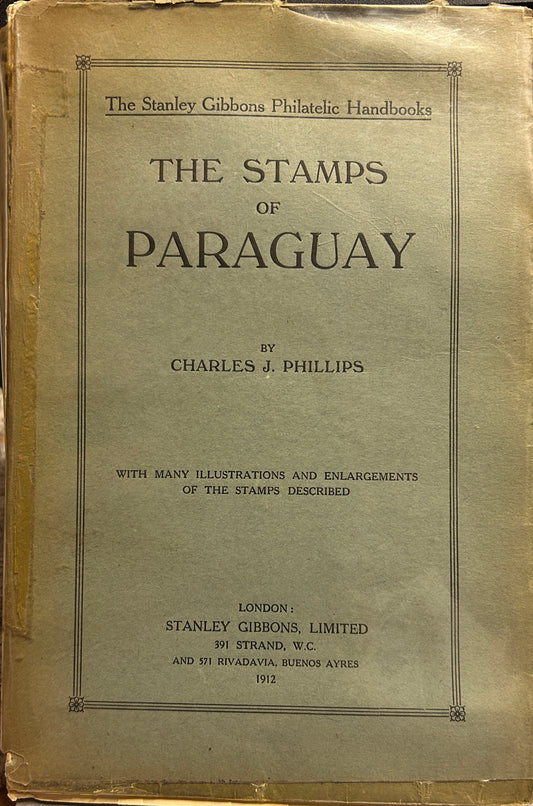 The Stanley Gibbons Philatelic Handbooks
THE STAMPS
OF
PARAGUAY
BY
CHARLES J. PHILLIPS
WITH MANY ILLUSTRATIONS AND ENLARGEMENTS
OF THE STAMPS DESCRIBED
LONDON:
STANLEY GIBBONS, LIMITED
391 STRAND, W.C.
AND 571 RIVADAVIA, BUENOS AYRES
1912